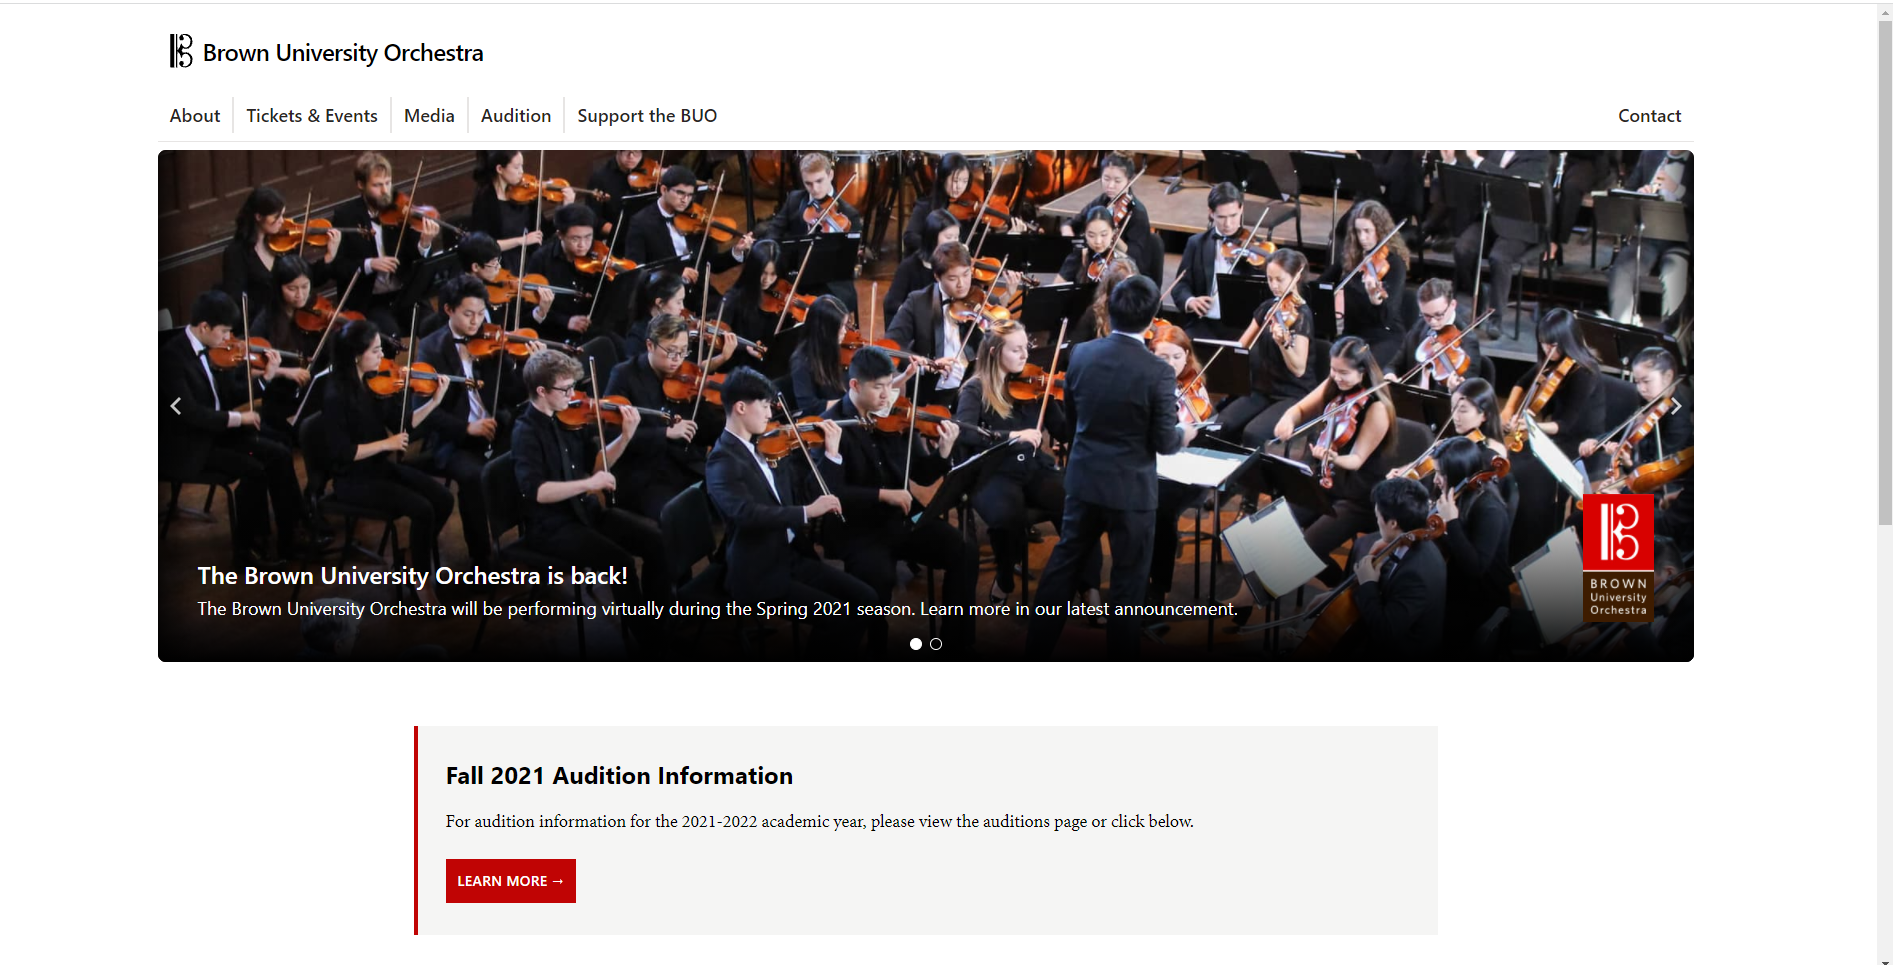 Brown University Orchestra
About
Tickets & Events
Media
Audition
Support the BUO
Contact
The Brown University Orchestra is back!
The Brown University Orchestra will be performing virtually during the Spring 2021 season. Learn more in our latest announcement.
BROWN
University
Orchestra
Fall 2021 Audition Information
For audition information for the 2021-2022 academic year, please view the auditions page or click below.
LEARN MORE →